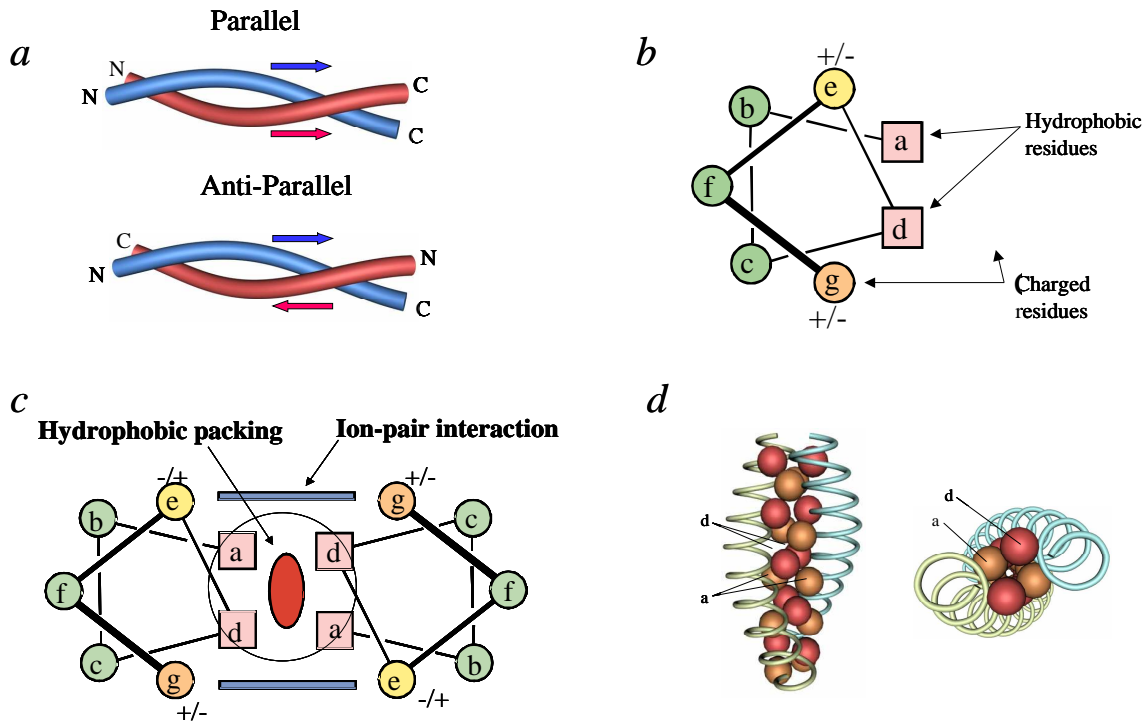 a
Parallel
N
N
C
C
Anti-Parallel
C
N
N
C
b
+/-
e
b
a
Hydrophobic
residues
f
d
c
g
Charged
residues
+/-
c
Hydrophobic packing
Ion-pair interaction
-/+
+/-
e
g
b
c
a
d
f
f
d
a
c
b
g
e
+/-
-/+
d
d
a
d
a